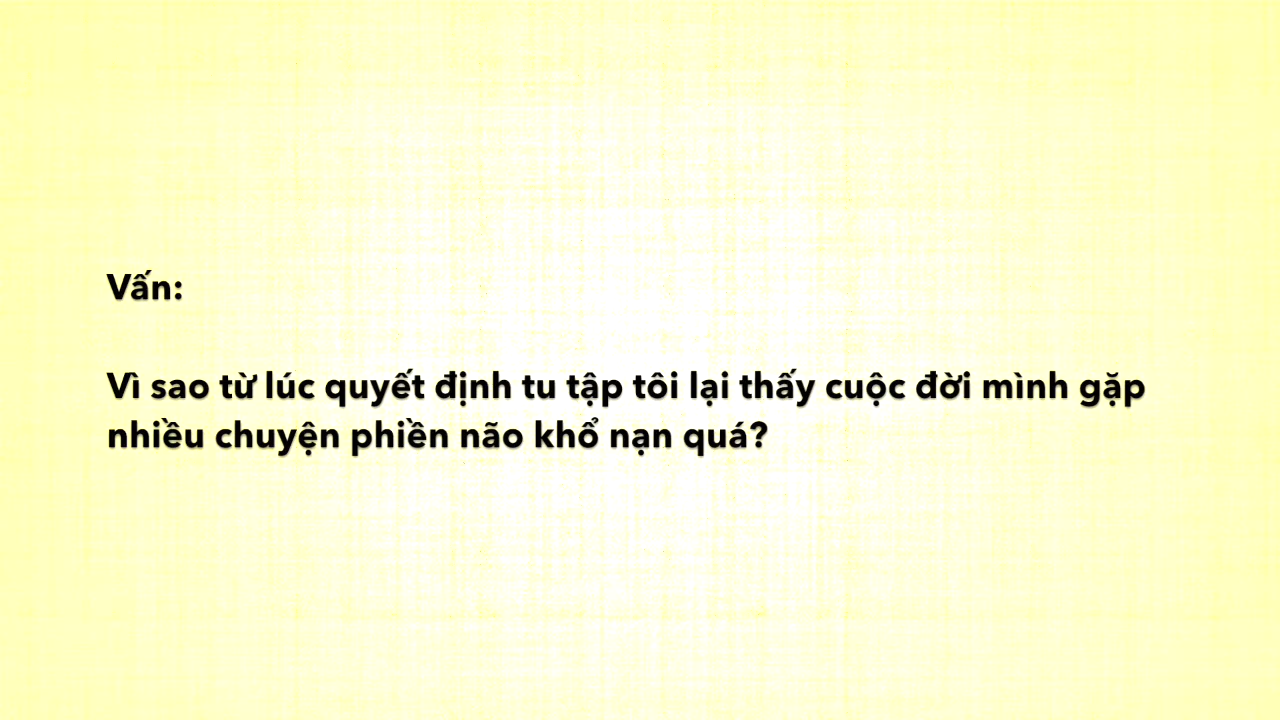 Vấn:
Vì sao từ lúc quyết định tu tập tôi lại thấy cuộc đời mình gặp
nhiều chuyện phiền não khổ nạn quá?